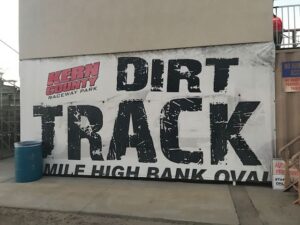 KERN
COUNTY
RACEWAY PARK
DIRT
TRACK
MILE HIGH BANK OVAL